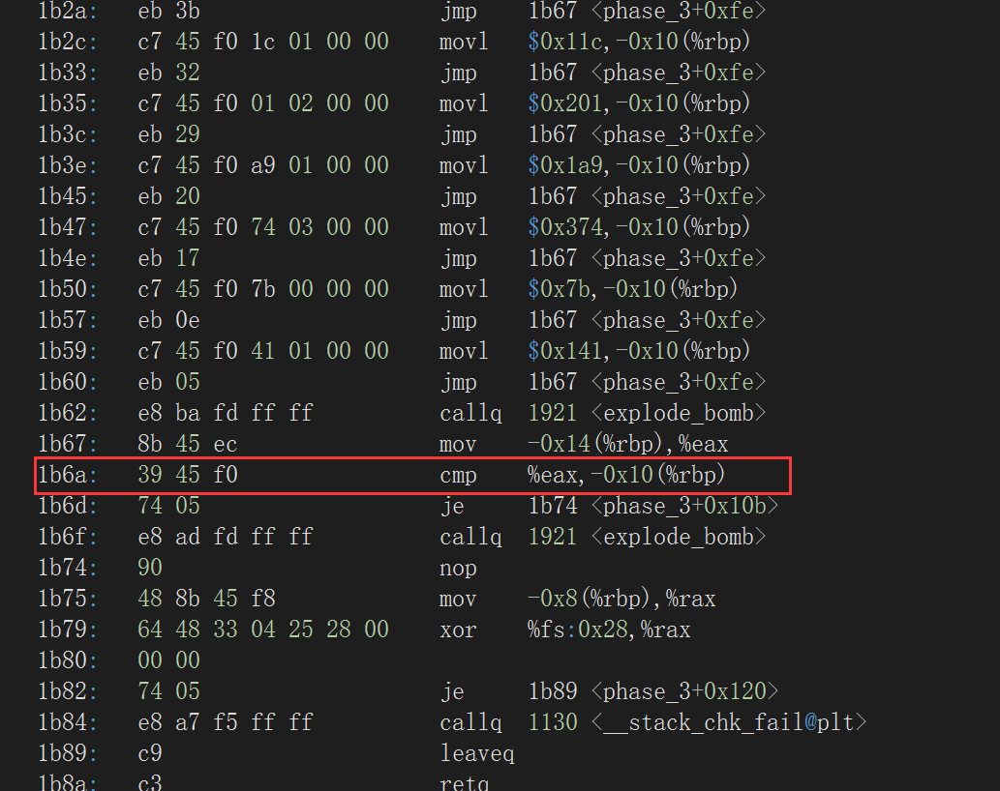 1b2a: eb 3b jmp 1b67 <phase_3+0xfe>
1b2c: c7 45 f0 1c 01 00 00 movl $0x11c,-0x10(%rbp)
1b33: eb 32 jmp 1b67 <phase_3+0xfe>
1b35: c7 45 f0 01 02 00 00 movl $0x201,-0x10(%rbp)
1b3c: eb 29 jmp 1b67 <phase_3+0xfe>
1b3e: c7 45 f0 a9 01 00 00 movl $0x1a9,-0x10(%rbp)
1b45: eb 20 jmp 1b67 <phase_3+0xfe>
1b47: c7 45 f0 74 03 00 00 movl $0x374,-0x10(%rbp)
1b4e: eb 17 jmp 1b67 <phase_3+0xfe>
1b50: c7 45 f0 7b 00 00 00 movl $0x7b,-0x10(%rbp)
1b57: eb 0e jmp 1b67 <phase_3+0xfe>
1b59: c7 45 f0 41 01 00 00 movl $0x141,-0x10(%rbp)
1b60: eb 05 jmp 1b67 <phase_3+0xfe>
1b62: e8 ba fd ff ff callq 1921 <explode_bomb>
1b67: 8b 45 ec mov -0x14(%rbp),%eax
1b6a: 39 45 f0 cmp %eax,-0x10(%rbp)
1b6d: 74 05 je 1b74 <phase_3+0x10b>
1b6f: e8 ad fd ff ff callq 1921 <explode_bomb>
1b74: 90 nop
1b75: 48 8b 45 f8 mov -0x8(%rbp),%rax
1b79: 64 48 33 04 25 28 00 xor %fs:0x28,%rax
1b80: 00 00
1b82: 74 05 je 1b89 <phase_3+0x120>
1b84: e8 a7 f5 ff ff callq 1130 <__stack_chk_fail@plt>
1b89: c9 leaveq
1b8a: c3 retq